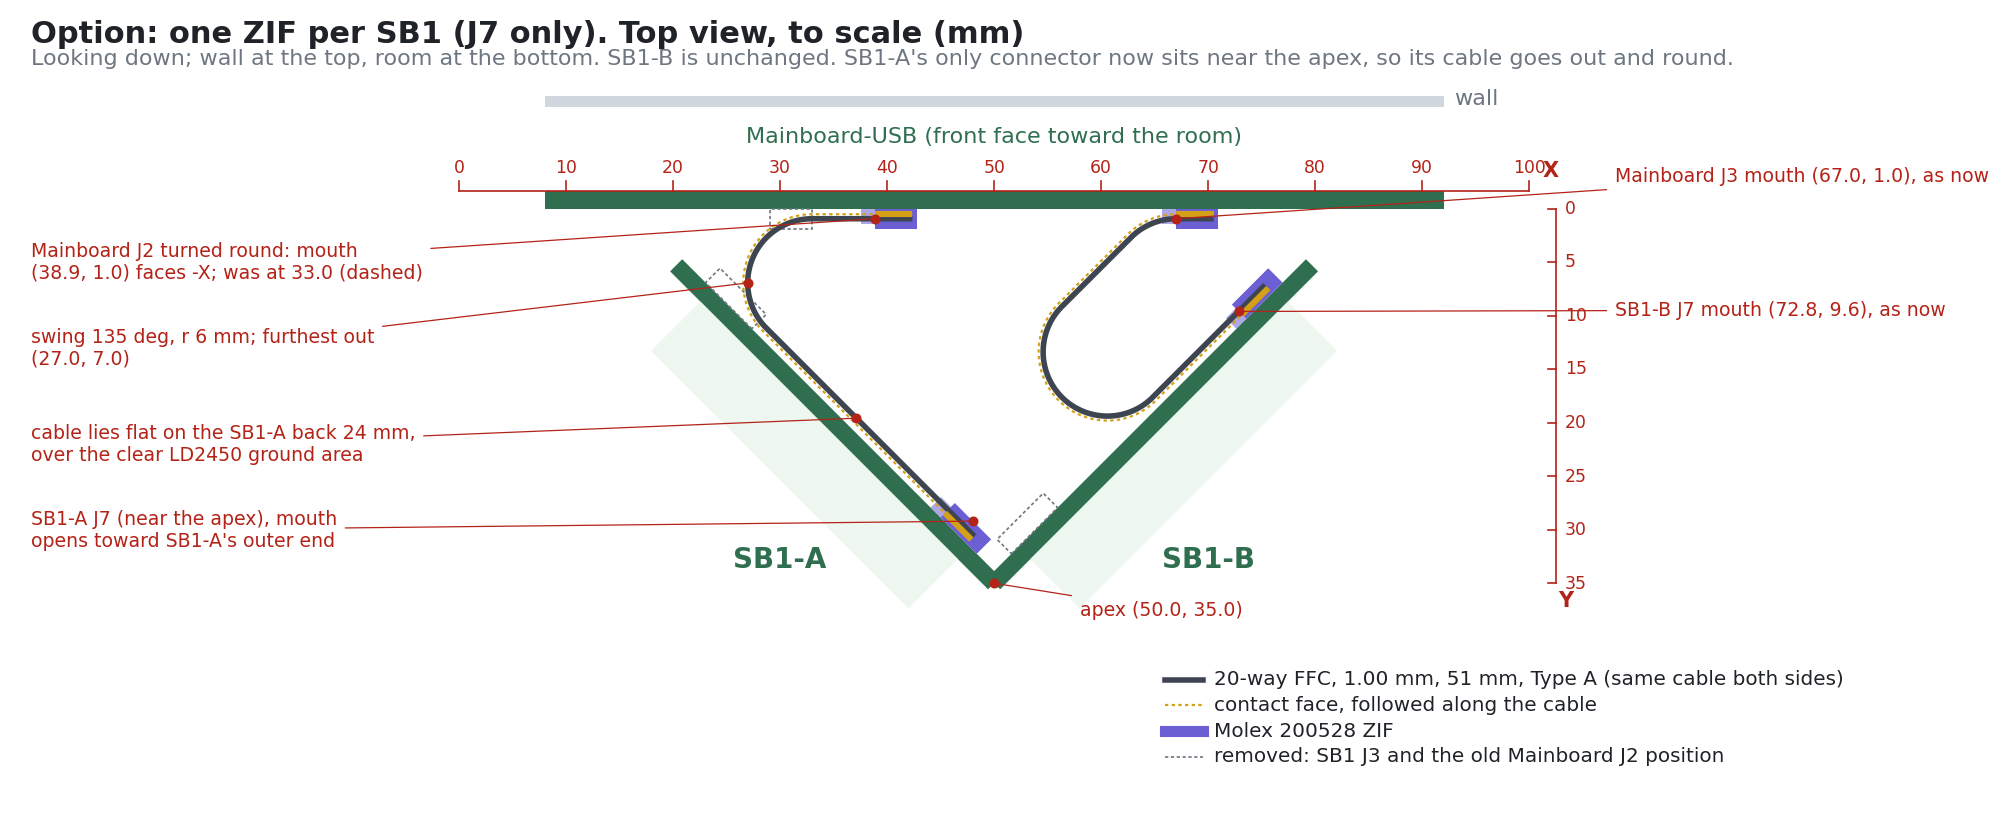 Option: one ZIF per SB1 (J7 only). Top view, to scale (mm)
Looking down; wall at the top, room at the bottom. SB1-B is unchanged. SB1-A's only connector now sits near the apex, so its cable goes out and round.
wall
Mainboard-USB (front face toward the room)
0 10 20 30 40 50 60 70 80 90 100 X
Mainboard J3 mouth (67.0, 1.0), as now
0
5
10
15
20
25
30
35
Y
Mainboard J2 turned round: mouth
(38.9, 1.0) faces -X; was at 33.0 (dashed)
SB1-B J7 mouth (72.8, 9.6), as now
swing 135 deg, r 6 mm; furthest out
(27.0, 7.0)
cable lies flat on the SB1-A back 24 mm,
over the clear LD2450 ground area
SB1-A J7 (near the apex), mouth
opens toward SB1-A's outer end
SB1-A
SB1-B
apex (50.0, 35.0)
20-way FFC, 1.00 mm, 51 mm, Type A (same cable both sides)
contact face, followed along the cable
Molex 200528 ZIF
removed: SB1 J3 and the old Mainboard J2 position